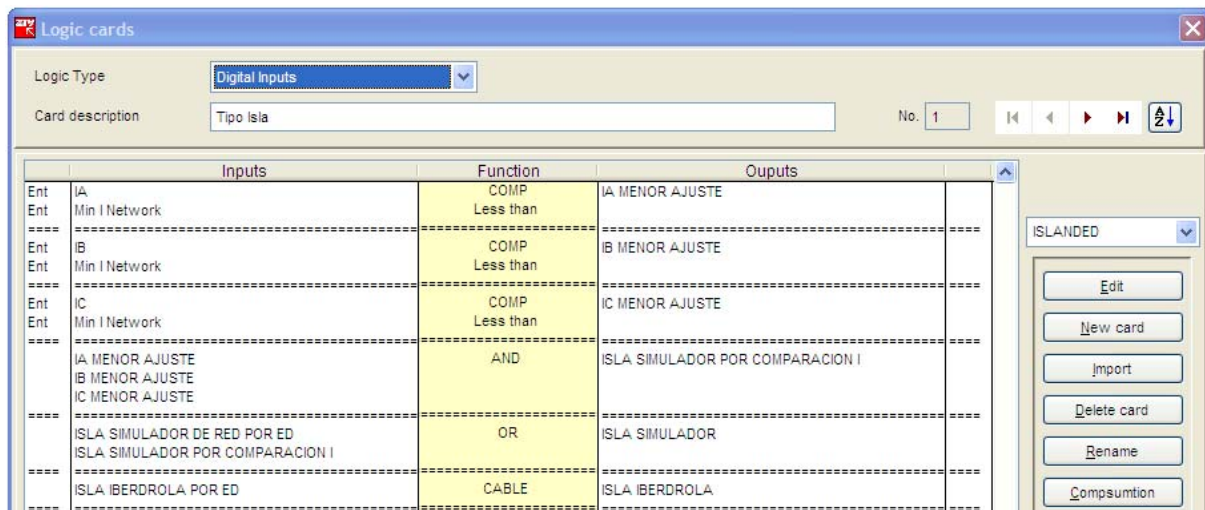 Logic cards
Logic Type Digital Inputs
Card description Tipo Isla No. 1
Inputs Function Ouputs
Ent IA COMP IA MENOR AJUSTE
Ent Min I Network Less than
Ent IB COMP IB MENOR AJUSTE
Ent Min I Network Less than
Ent IC COMP IC MENOR AJUSTE
Ent Min I Network Less than
IA MENOR AJUSTE AND ISLA SIMULADOR POR COMPARACION I
IB MENOR AJUSTE
IC MENOR AJUSTE
ISLA SIMULADOR DE RED POR ED OR ISLA SIMULADOR
ISLA SIMULADOR POR COMPARACION I
ISLA IBERDROLA POR ED CABLE ISLA IBERDROLA
ISLANDED
Edit
New card
Import
Delete card
Rename
Compsumtion